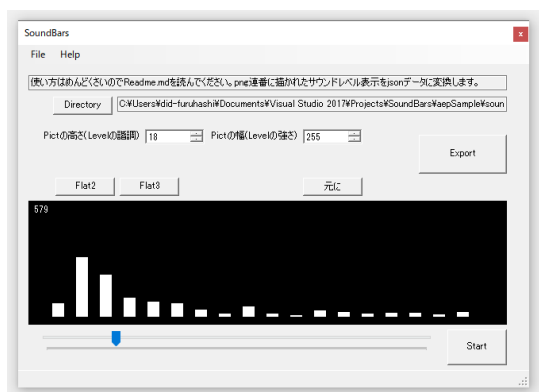 SoundBars
File Help
使い方はめんどくさいのでReadme.mdを読んでください。png連番に描かれたサウンドレベル表示をjsonデータに変換します。
Directory C:¥Users¥did-furuhashi¥Documents¥Visual Studio 2017¥Projects¥SoundBars¥aepSample¥soun
Pictの高さ(Levelの諧調) 18 Pictの幅(Levelの強さ) 255
Export
Flat2 Flat3 元に
579
Start